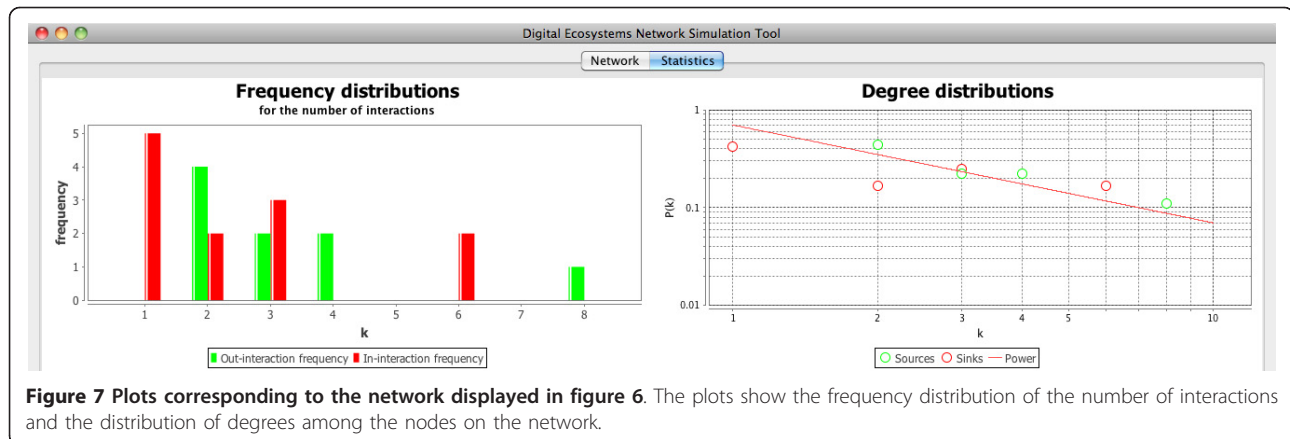 Digital Ecosystems Network Simulation Tool
Network Statistics
Frequency distributions
for the number of interactions
5
4
3
2
1
0
frequency
1 2 3 4 5 6 7 8
k
Out-interaction frequency In-interaction frequency
Degree distributions
1
0.1
0.01
P(k)
1 2 3 4 5 10
k
Sources Sinks Power
Figure 7 Plots corresponding to the network displayed in figure 6. The plots show the frequency distribution of the number of interactions
and the distribution of degrees among the nodes on the network.